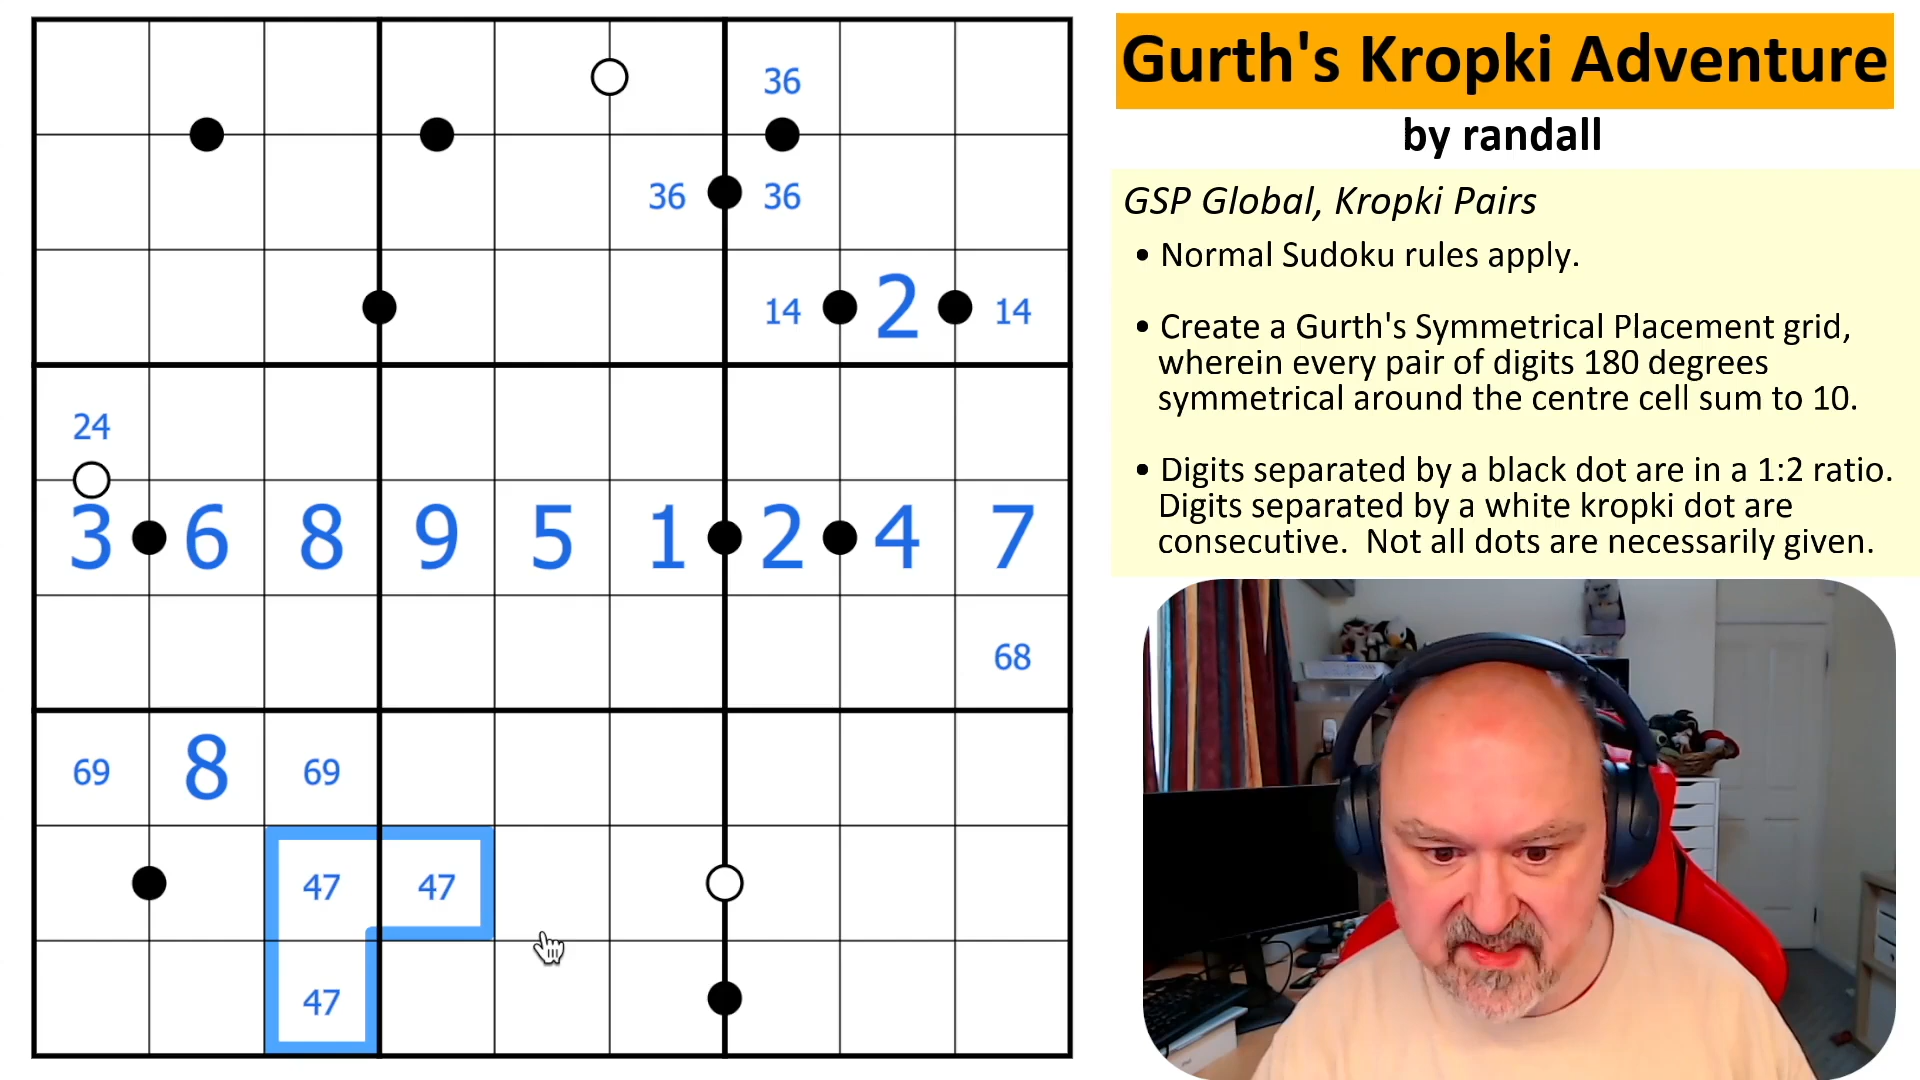 Gurth's Kropki Adventure
by randall
GSP Global, Kropki Pairs
• Normal Sudoku rules apply.
• Create a Gurth's Symmetrical Placement grid,
wherein every pair of digits 180 degrees
symmetrical around the centre cell sum to 10.
• Digits separated by a black dot are in a 1:2 ratio.
Digits separated by a white kropki dot are
consecutive. Not all dots are necessarily given.
36
36 36
14 2 14
24
3 6 8 9 5 1 2 4 7
68
69 8 69
47 47
47